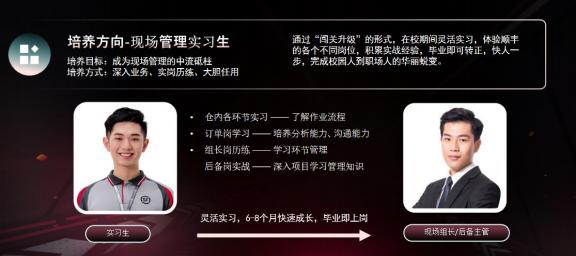 培养方向-现场管理实习生
培养目标：成为现场管理的中流砥柱
培养方式：深入业务、实岗历练、大胆任用
通过“闯关升级”的形式，在校期间灵活实习，体验顺丰
的各个不同岗位，积累实战经验，毕业即可转正，快人一
步，完成校园人到职场人的华丽蜕变。
• 仓内各环节实习 —— 了解作业流程
• 订单岗学习 —— 培养分析能力、沟通能力
• 组长岗历练 —— 学习环节管理
后备岗实战 —— 深入项目学习管理知识
灵活实习，6-8个月快速成长，毕业即上岗
实习生
现场组长/后备主管